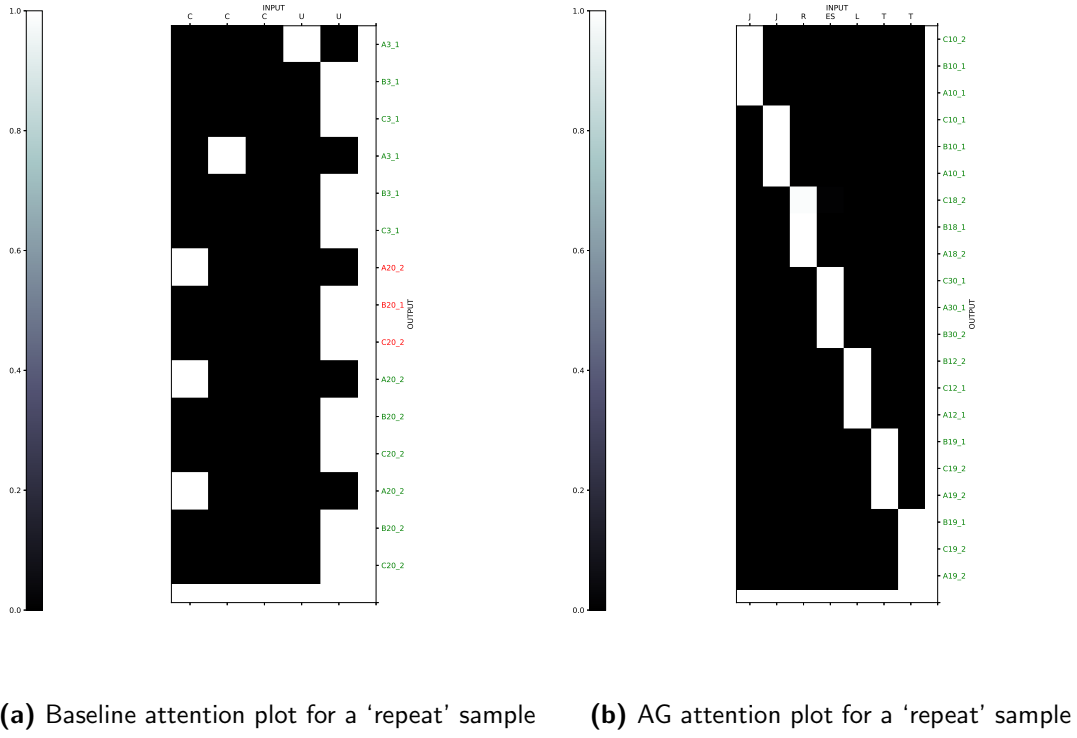 INPUT
C C C U U
1.0
0.8
0.6
0.4
0.2
0.0
A3_1
B3_1
C3_1
A3_1
B3_1
C3_1
A20_2
B20_1
C20_2
A20_2
B20_2
C20_2
A20_2
B20_2
C20_2
OUTPUT
INPUT
J J R ES L T T
1.0
0.8
0.6
0.4
0.2
0.0
C10_2
B10_1
A10_1
C10_1
B10_1
A10_1
C18_2
B18_1
A18_2
C30_1
A30_1
B30_2
B12_2
C12_1
A12_1
B19_1
C19_2
A19_2
B19_1
C19_2
A19_2
OUTPUT
(a) Baseline attention plot for a ‘repeat’ sample
(b) AG attention plot for a ‘repeat’ sample